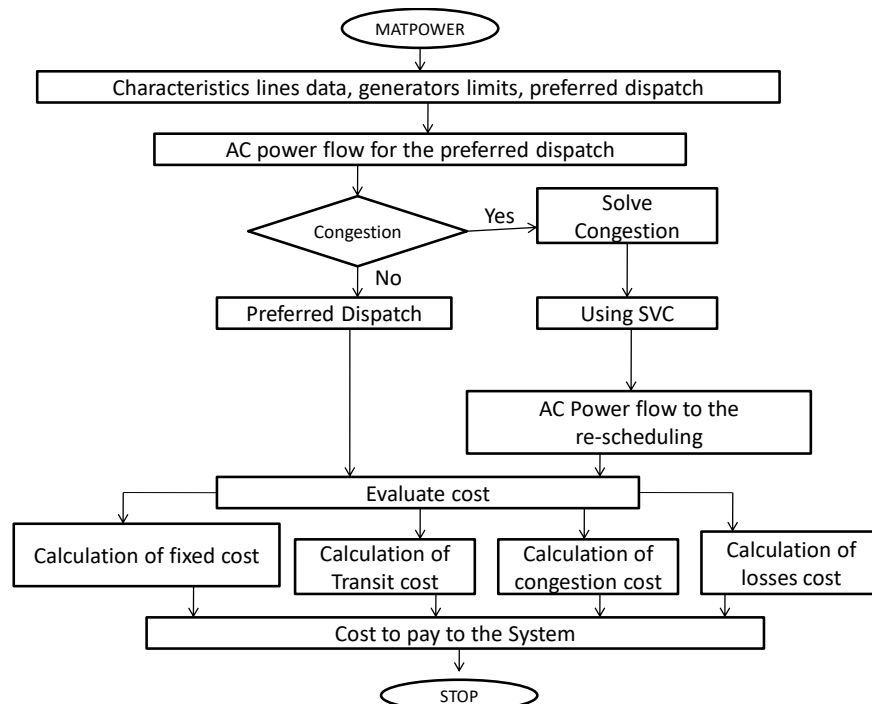 MATPOWER
Characteristics lines data, generators limits, preferred dispatch
AC power flow for the preferred dispatch
Congestion
Yes
Solve
Congestion
No
Preferred Dispatch
Using SVC
AC Power flow to the
re-scheduling
Evaluate cost
Calculation of fixed cost
Calculation of
Transit cost
Calculation of
congestion cost
Calculation of
losses cost
Cost to pay to the System
STOP